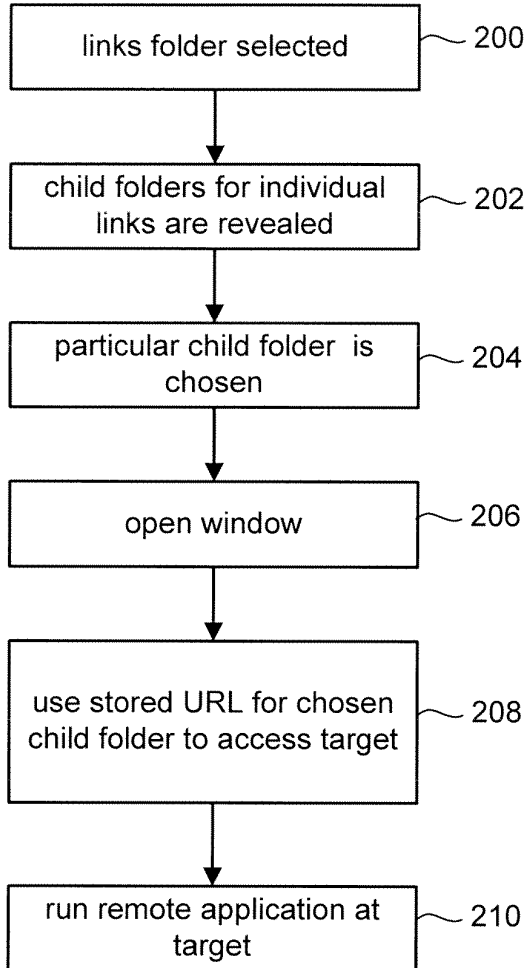 links folder selected
200
child folders for individual
links are revealed
202
particular child folder is
chosen
204
open window
206
use stored URL for chosen
child folder to access target
208
run remote application at
target
210